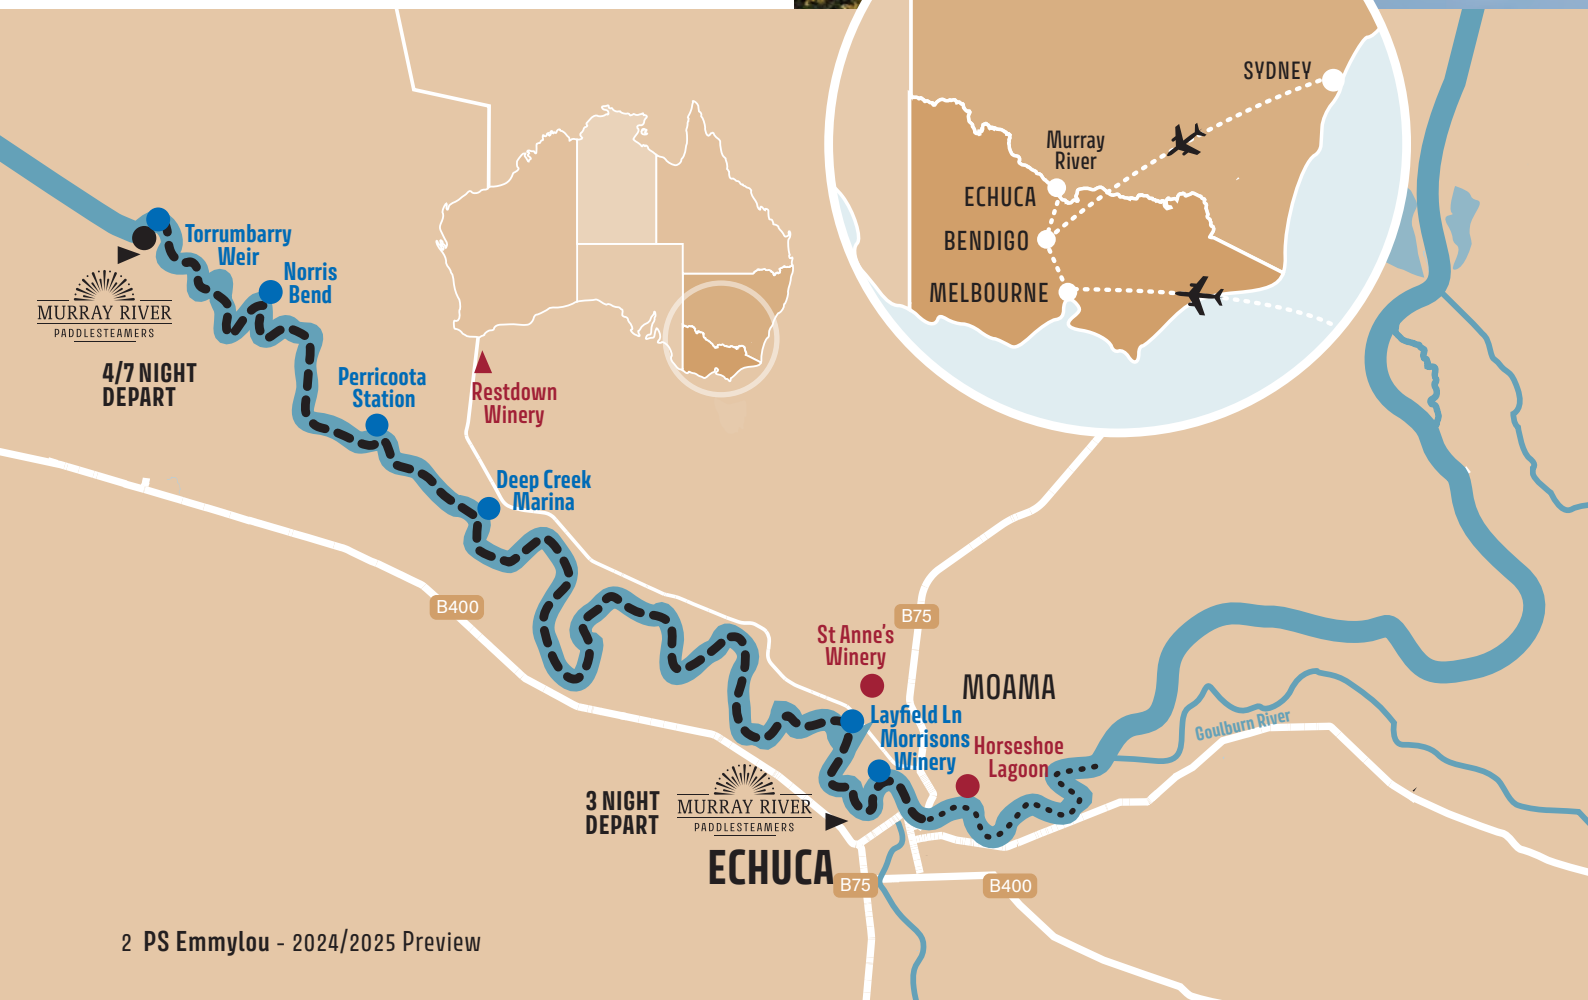 SYDNEY
Murray
River
ECHUCA
BENDIGO
MELBOURNE
Torrumbarry
Weir
Norris
Bend
MURRAY RIVER
PADDLESTEAMERS
4/7 NIGHT
DEPART
Perricoota
Station
Restdown
Winery
Deep Creek
Marina
B400
B75
St Anne's
Winery
MOAMA
Layfield Ln
Morrisons
Winery
Horseshoe
Lagoon
Goulburn River
3 NIGHT
DEPART
MURRAY RIVER
PADDLESTEAMERS
ECHUCA
B75
B400
2 PS Emmylou - 2024/2025 Preview